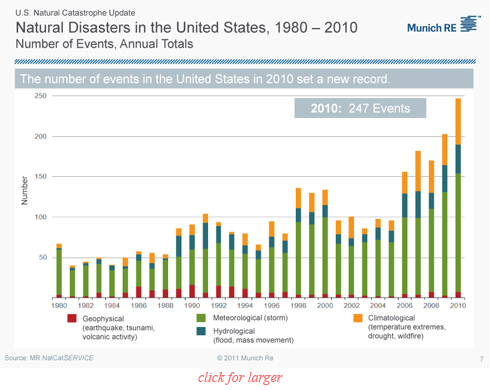 U.S. Natural Catastrophe Update
Natural Disasters in the United States, 1980 – 2010
Number of Events, Annual Totals
Munich RE
The number of events in the United States in 2010 set a new record.
2010: 247 Events
Number
250
200
150
100
50
1980 1982 1984 1986 1988 1990 1992 1994 1996 1998 2000 2002 2004 2006 2008 2010
Geophysical
(earthquake, tsunami,
volcanic activity)
Meteorological (storm)
Hydrological
(flood, mass movement)
Climatological
(temperature extremes,
drought, wildfire)
Source: MR NatCatSERVICE
© 2011 Munich Re
7
click for larger